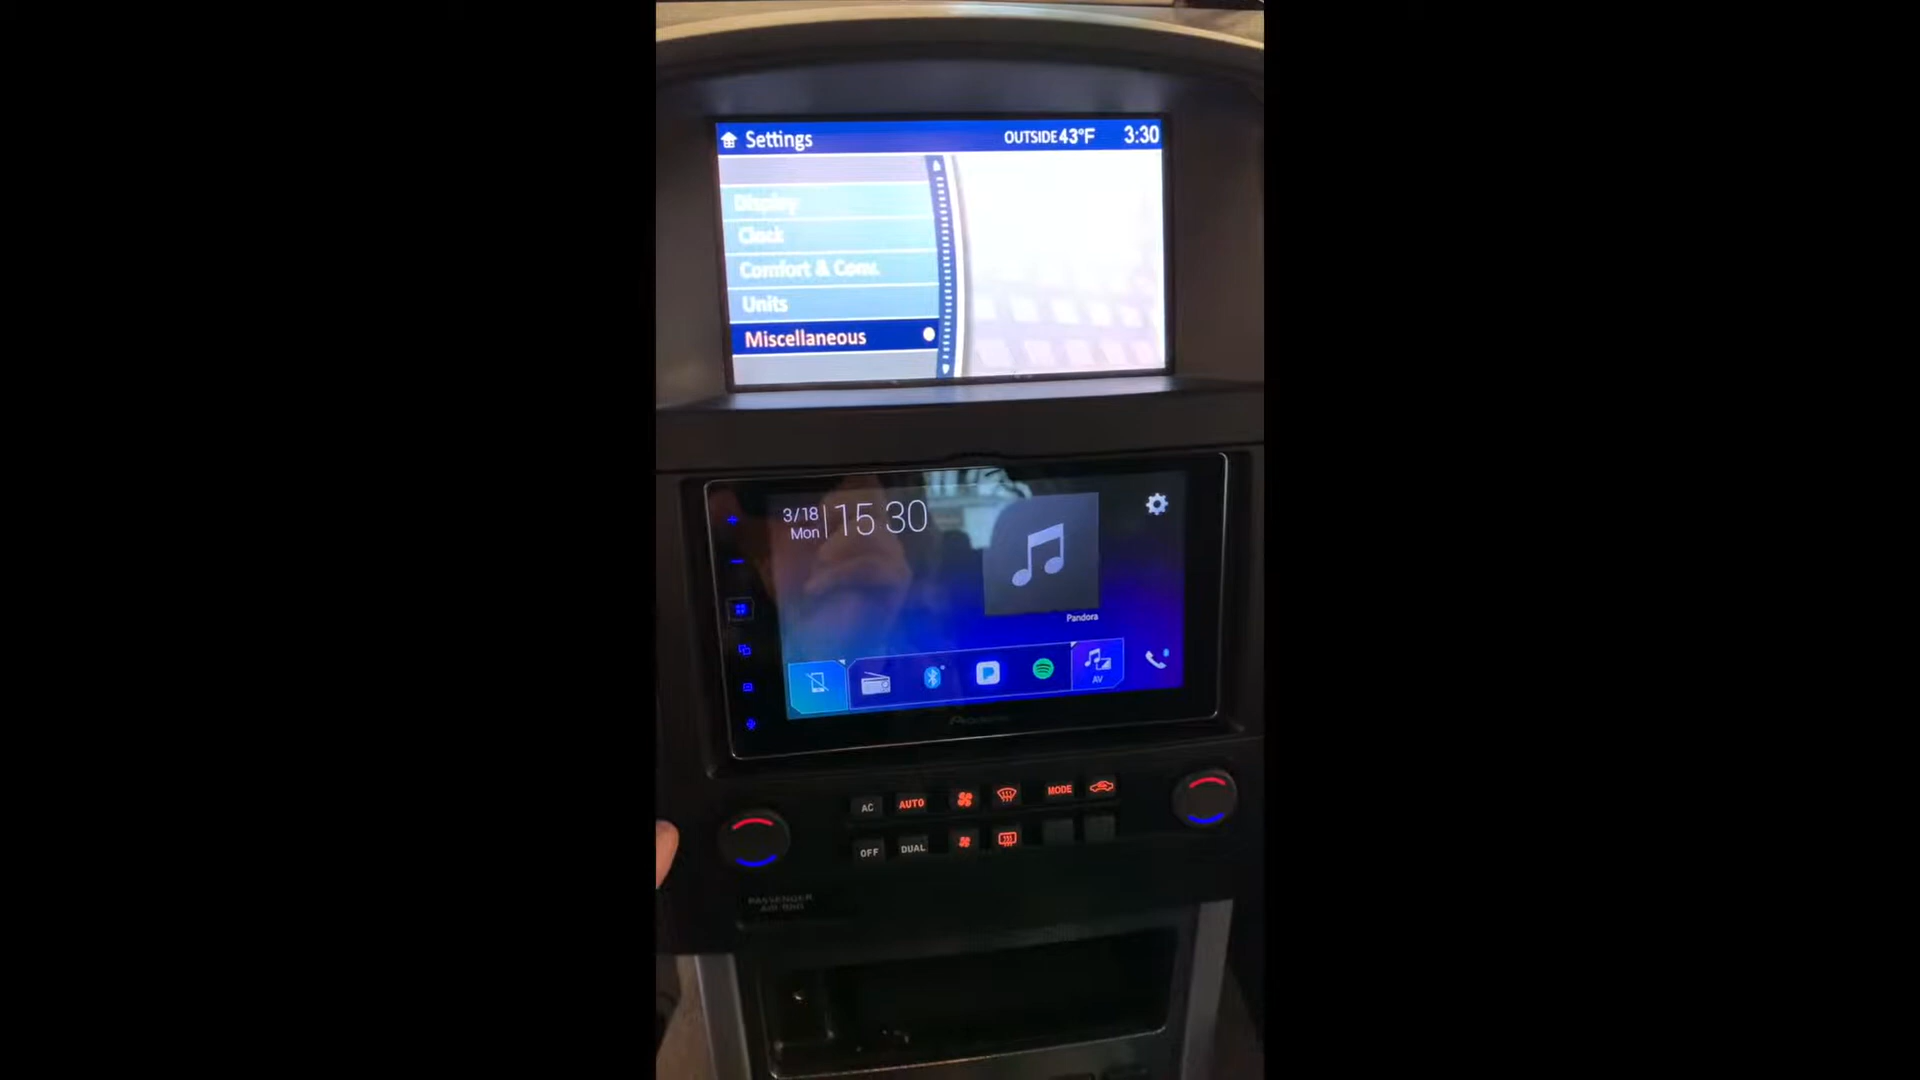 Settings OUTSIDE 43°F 3:30
Display
Clock
Comfort & Conv.
Units
Miscellaneous
3/18
Mon
15 30
Pandora
AV
AC AUTO MODE
OFF DUAL
PASSENGER
AIR BAG